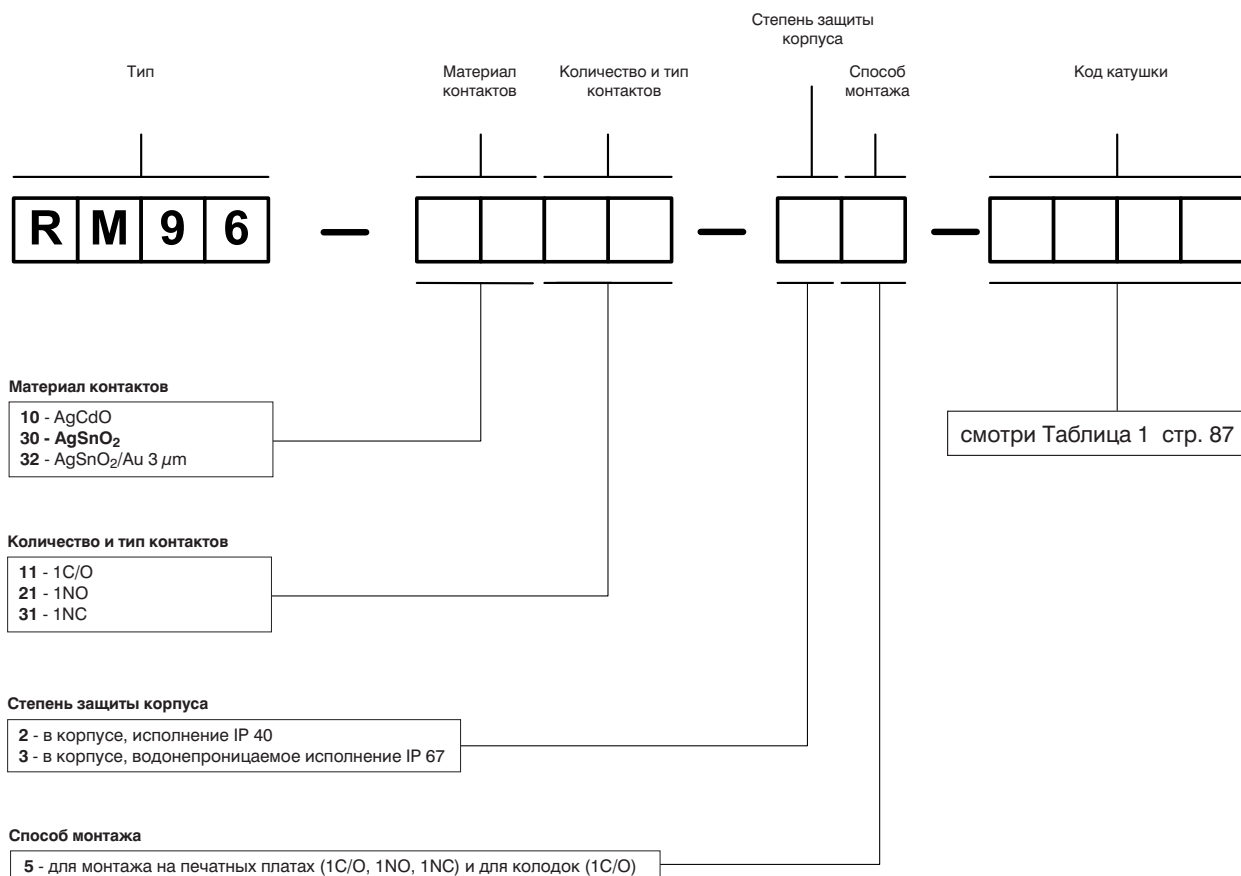 Степень защиты
корпуса
Тип
Материал
контактов
Количество и тип
контактов
Способ
монтажа
Код катушки
R M 9 6 — — —
Материал контактов
10 - AgCdO
30 - AgSnO₂
32 - AgSnO₂/Au 3 µm
смотри Таблица 1 стр. 87
Количество и тип контактов
11 - 1C/O
21 - 1NO
31 - 1NC
Степень защиты корпуса
2 - в корпусе, исполнение IP 40
3 - в корпусе, водонепроницаемое исполнение IP 67
Способ монтажа
5 - для монтажа на печатных платах (1C/O, 1NO, 1NC) и для колодок (1C/O)